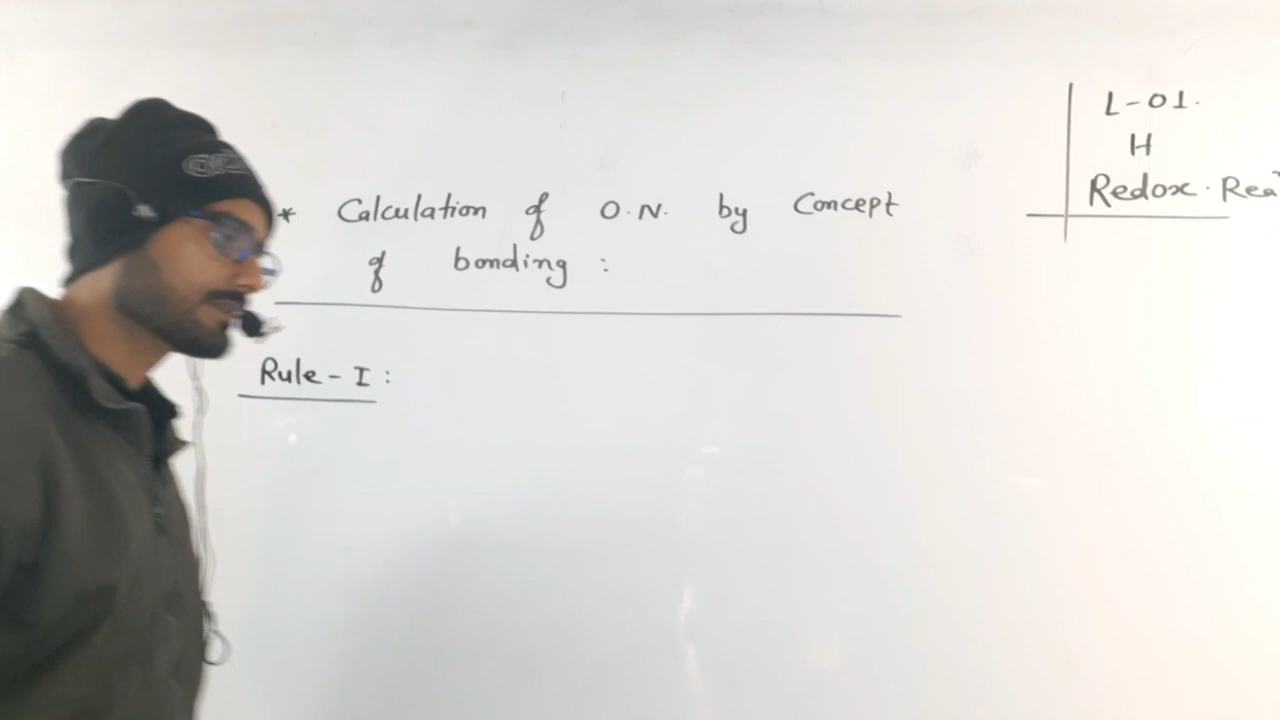 L-01.
H
Redox. Rea
* Calculation of O.N. by Concept
of bonding :
Rule - I :